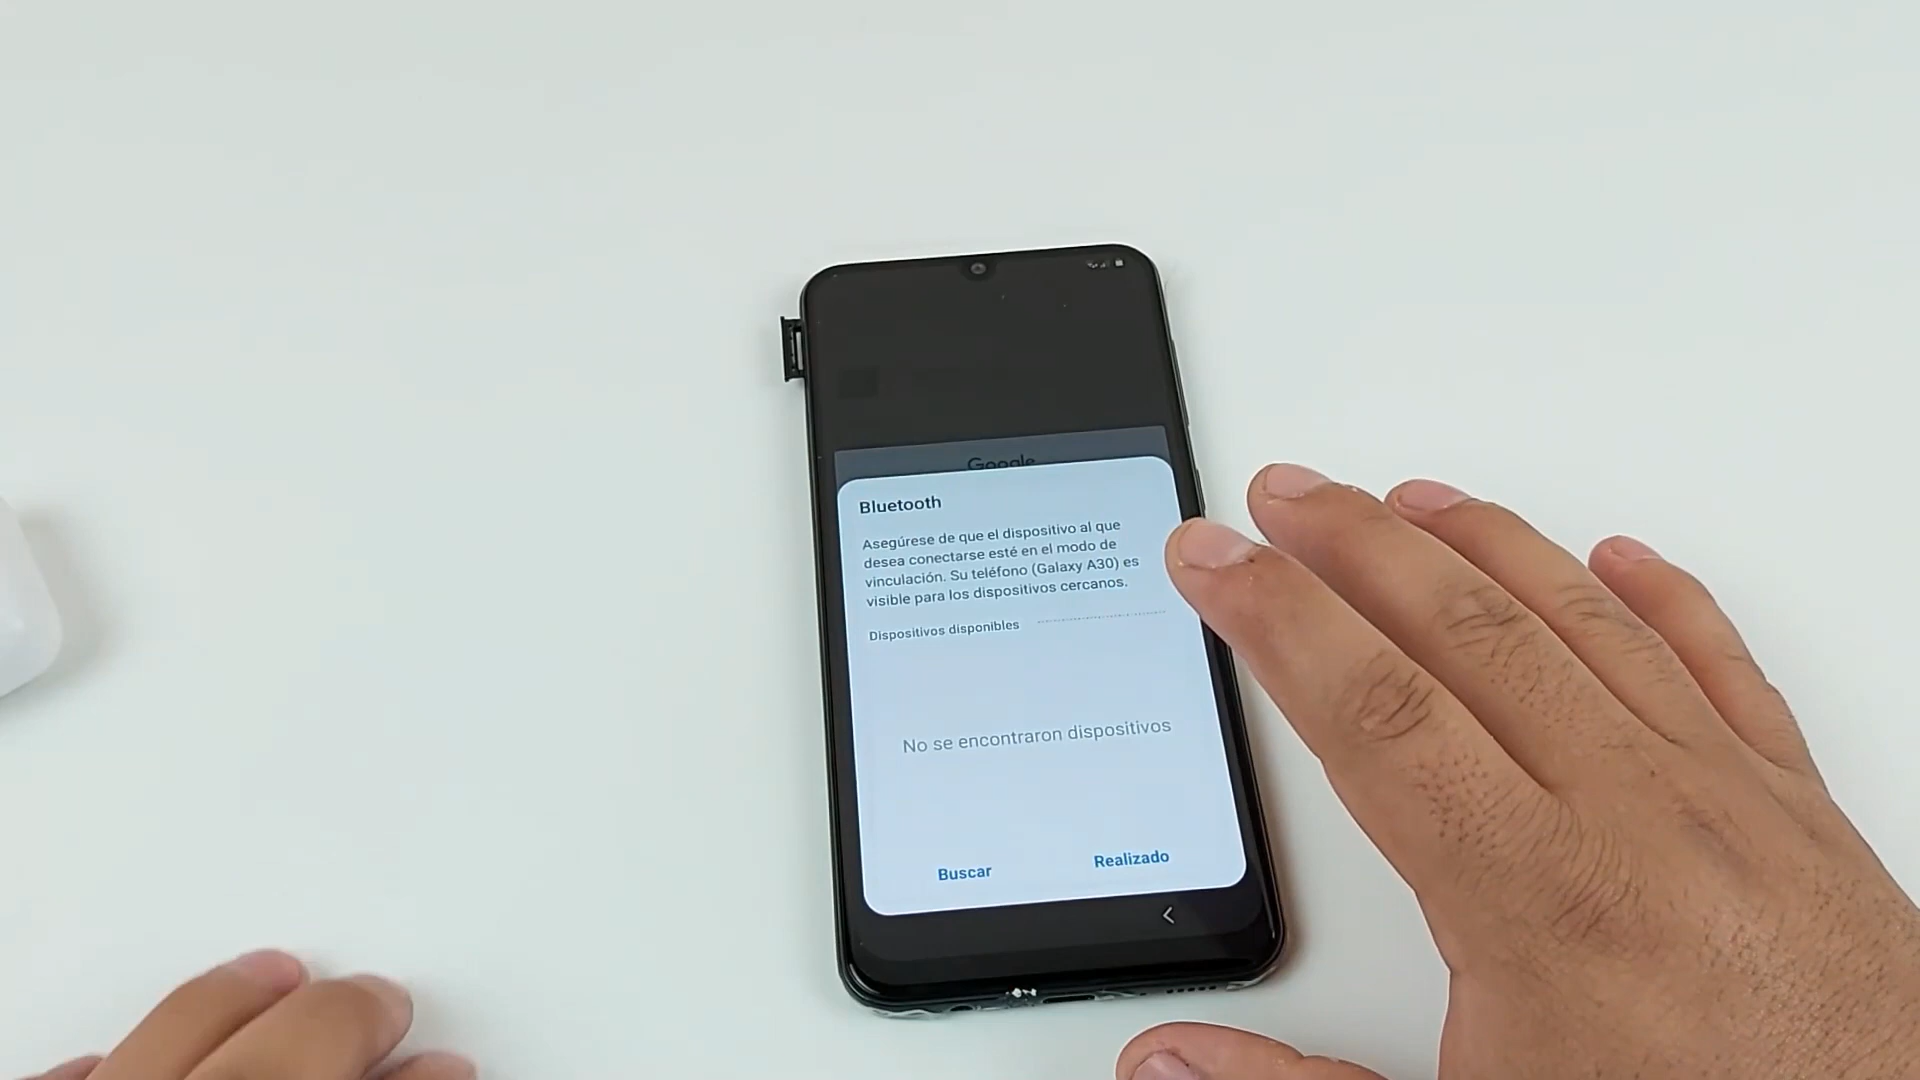 Google
Bluetooth
Asegúrese de que el dispositivo al que
desea conectarse esté en el modo de
vinculación. Su teléfono (Galaxy A30) es
visible para los dispositivos cercanos.
Dispositivos disponibles
No se encontraron dispositivos
Buscar
Realizado